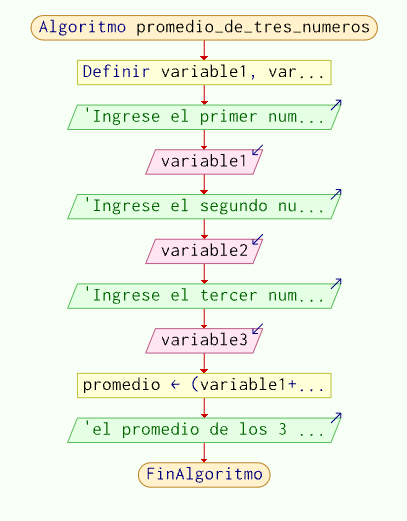 Algoritmo promedio_de_tres_numeros
Definir variable1, var...
'Ingrese el primer num...
variable1
'Ingrese el segundo nu...
variable2
'Ingrese el tercer num...
variable3
promedio ← (variable1+...
'el promedio de los 3 ...
FinAlgoritmo